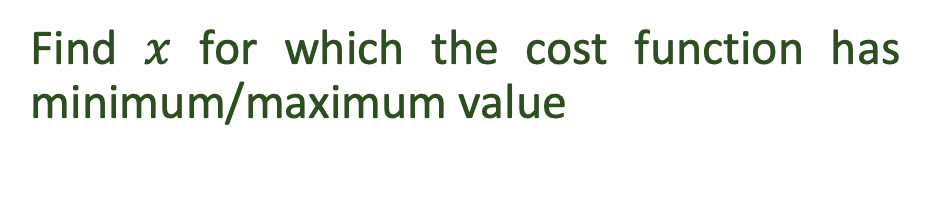 Find 𝑥 for which the cost function has
minimum/maximum value